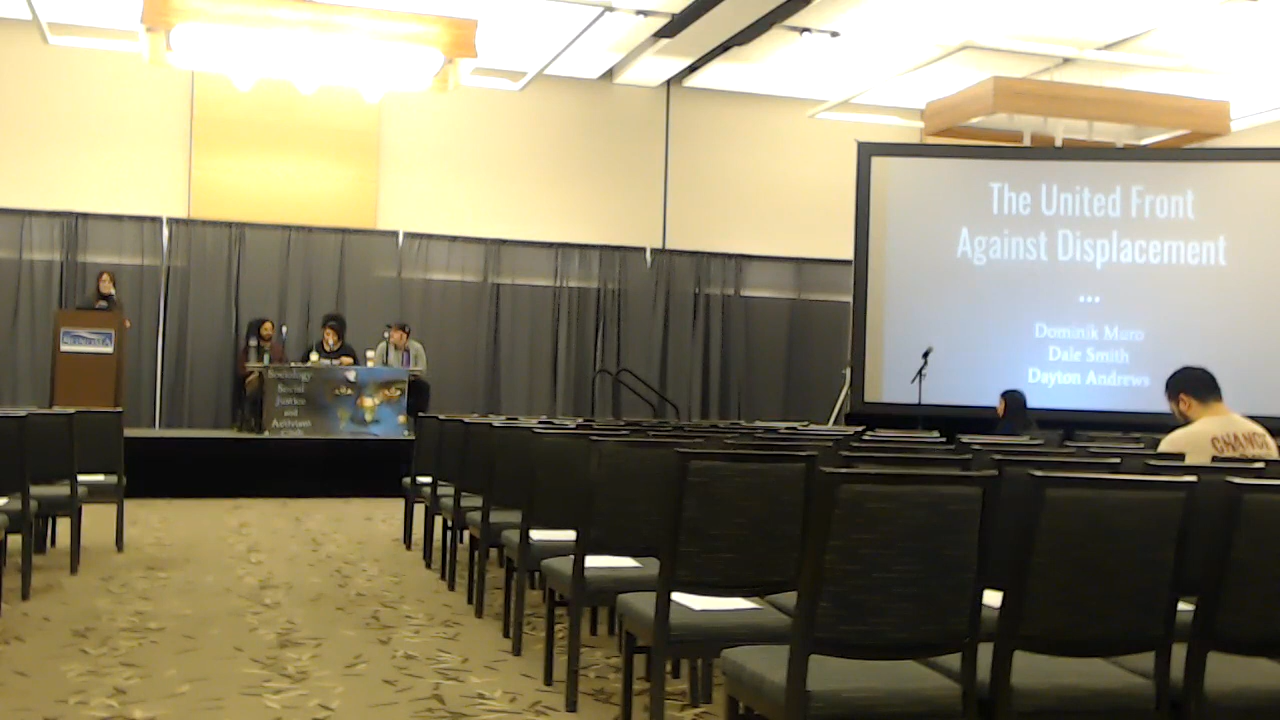 The United Front
Against Displacement
...
Dominik Muro
Dale Smith
Dayton Andrews
Sociology
Social
Justice
and
Activism
CHANGE